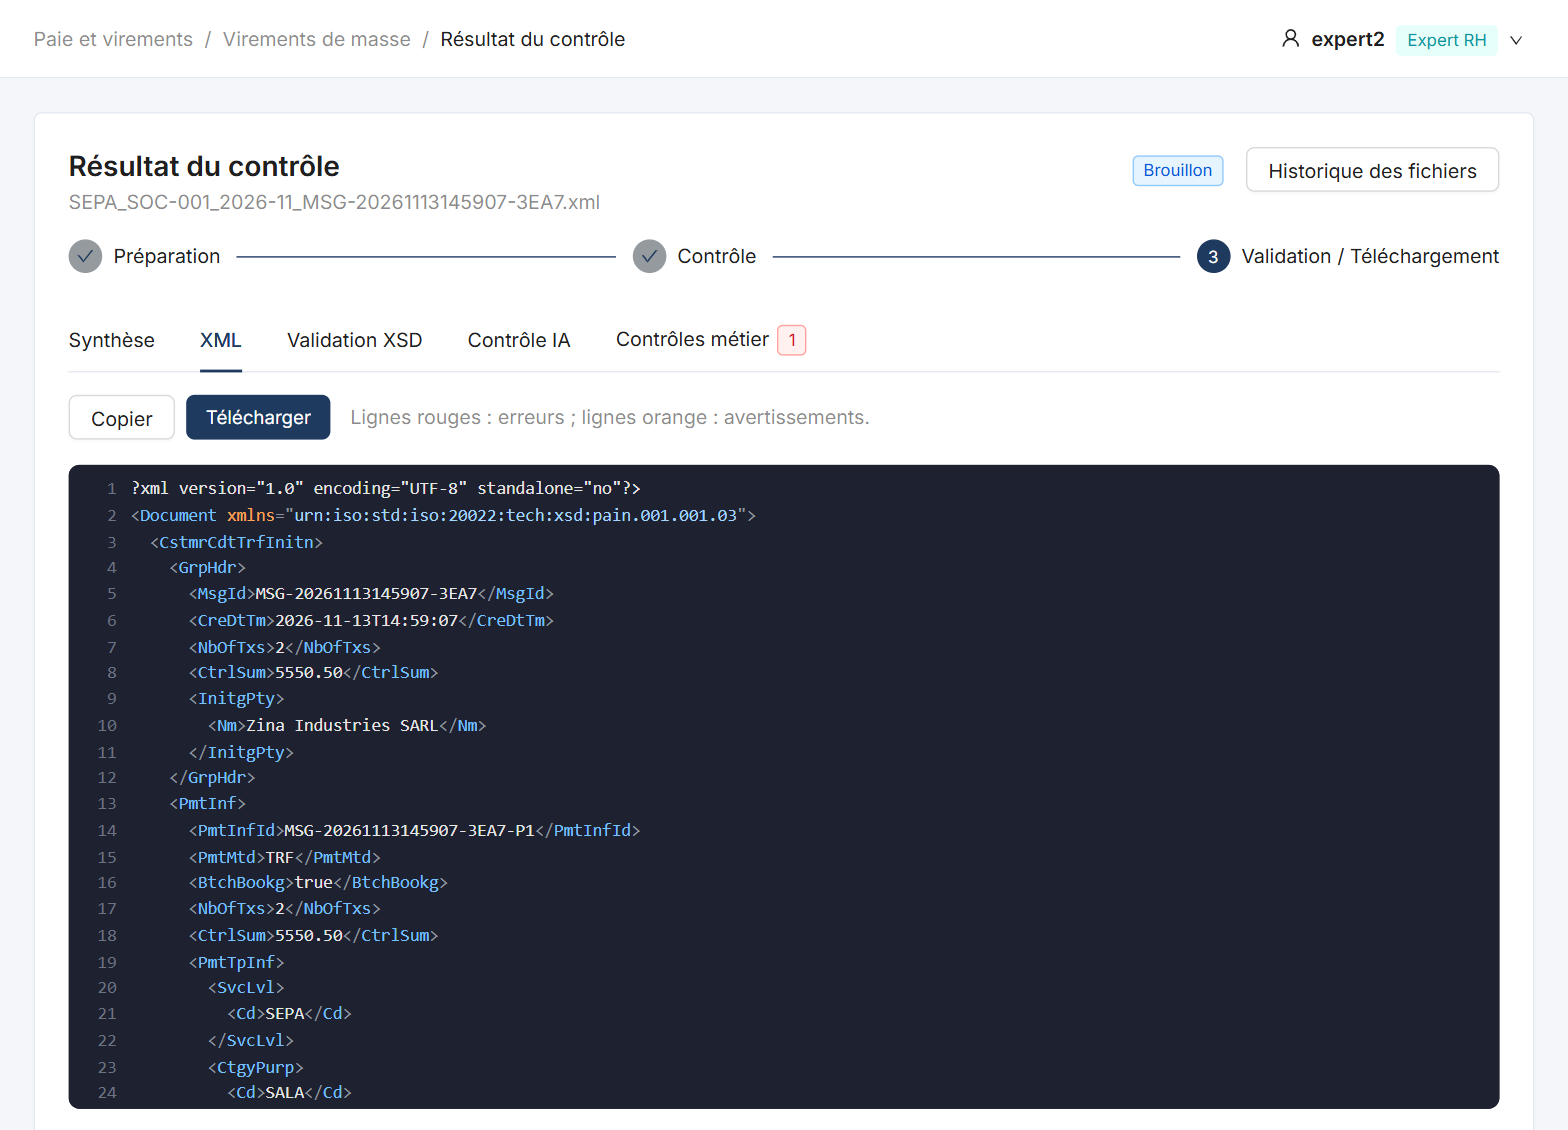 Paie et virements / Virements de masse / Résultat du contrôle
expert2 Expert RH
Résultat du contrôle
Brouillon
Historique des fichiers
SEPA_SOC-001_2026-11_MSG-20261113145907-3EA7.xml
Préparation
Contrôle
3 Validation / Téléchargement
Synthèse XML Validation XSD Contrôle IA Contrôles métier 1
Copier Télécharger Lignes rouges : erreurs ; lignes orange : avertissements.
1 ?xml version="1.0" encoding="UTF-8" standalone="no"?>
2 <Document xmlns="urn:iso:std:iso:20022:tech:xsd:pain.001.001.03">
3 <CstmrCdtTrfInitn>
4 <GrpHdr>
5 <MsgId>MSG-20261113145907-3EA7</MsgId>
6 <CreDtTm>2026-11-13T14:59:07</CreDtTm>
7 <NbOfTxs>2</NbOfTxs>
8 <CtrlSum>5550.50</CtrlSum>
9 <InitgPty>
10 <Nm>Zina Industries SARL</Nm>
11 </InitgPty>
12 </GrpHdr>
13 <PmtInf>
14 <PmtInfId>MSG-20261113145907-3EA7-P1</PmtInfId>
15 <PmtMtd>TRF</PmtMtd>
16 <BtchBookg>true</BtchBookg>
17 <NbOfTxs>2</NbOfTxs>
18 <CtrlSum>5550.50</CtrlSum>
19 <PmtTpInf>
20 <SvcLvl>
21 <Cd>SEPA</Cd>
22 </SvcLvl>
23 <CtgyPurp>
24 <Cd>SALA</Cd>